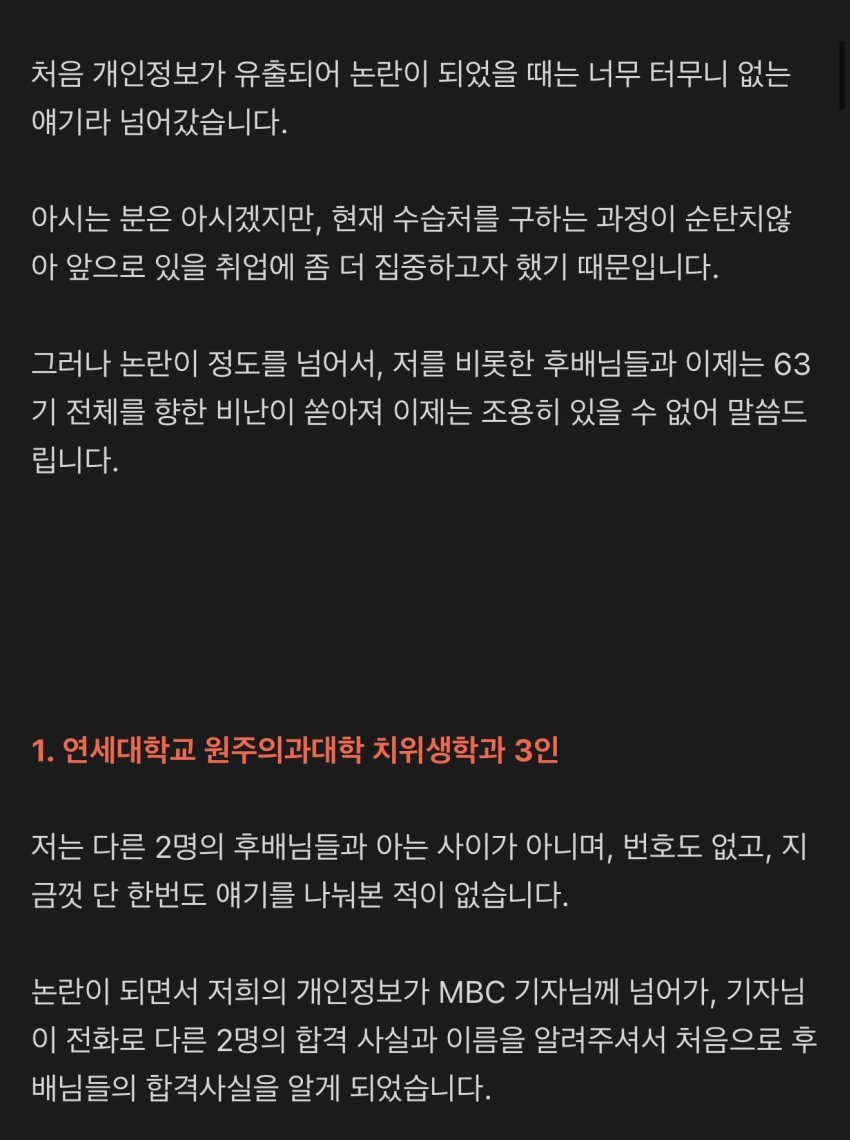 처음 개인정보가 유출되어 논란이 되었을 때는 너무 터무니 없는
얘기라 넘어갔습니다.
아시는 분은 아시겠지만, 현재 수습처를 구하는 과정이 순탄치않
아 앞으로 있을 취업에 좀 더 집중하고자 했기 때문입니다.
그러나 논란이 정도를 넘어서, 저를 비롯한 후배님들과 이제는 63
기 전체를 향한 비난이 쏟아져 이제는 조용히 있을 수 없어 말씀드
립니다.
1. 연세대학교 원주의과대학 치위생학과 3인
저는 다른 2명의 후배님들과 아는 사이가 아니며, 번호도 없고, 지
금껏 단 한번도 얘기를 나눠본 적이 없습니다.
논란이 되면서 저희의 개인정보가 MBC 기자님께 넘어가, 기자님
이 전화로 다른 2명의 합격 사실과 이름을 알려주셔서 처음으로 후
배님들의 합격사실을 알게 되었습니다.